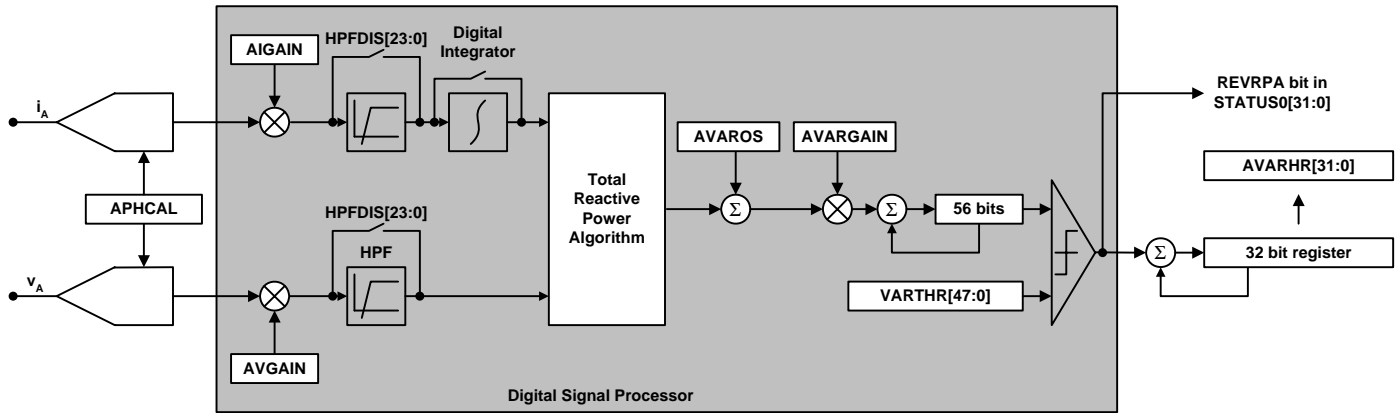 HPFDIS[23:0]
Digital
Integrator
AIGAIN
iA
APHCAL
vA
HPFDIS[23:0]
HPF
AVGAIN
Total
Reactive
Power
Algorithm
AVAROS
AVARGAIN
Σ
Σ
56 bits
VARTHR[47:0]
REVRPA bit in
STATUS0[31:0]
AVARHR[31:0]
Σ
32 bit register
Digital Signal Processor